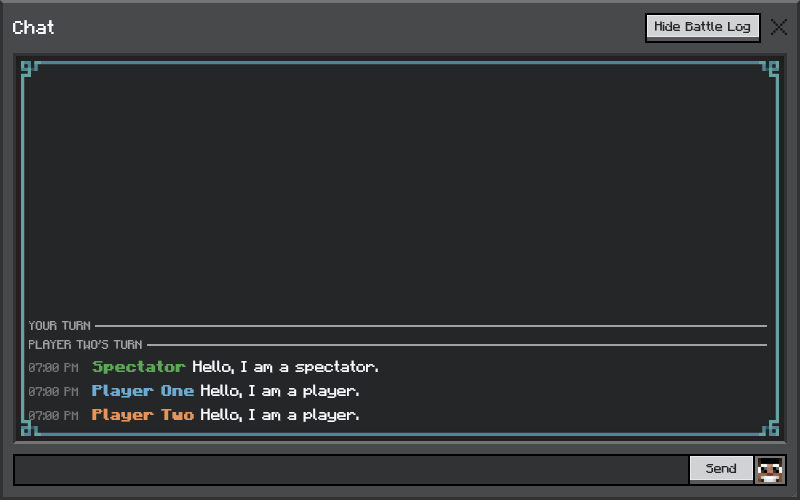 Chat
Hide Battle Log
YOUR TURN
PLAYER TWO'S TURN
07:00 PM Spectator Hello, I am a spectator.
07:00 PM Player One Hello, I am a player.
07:00 PM Player Two Hello, I am a player.
Send